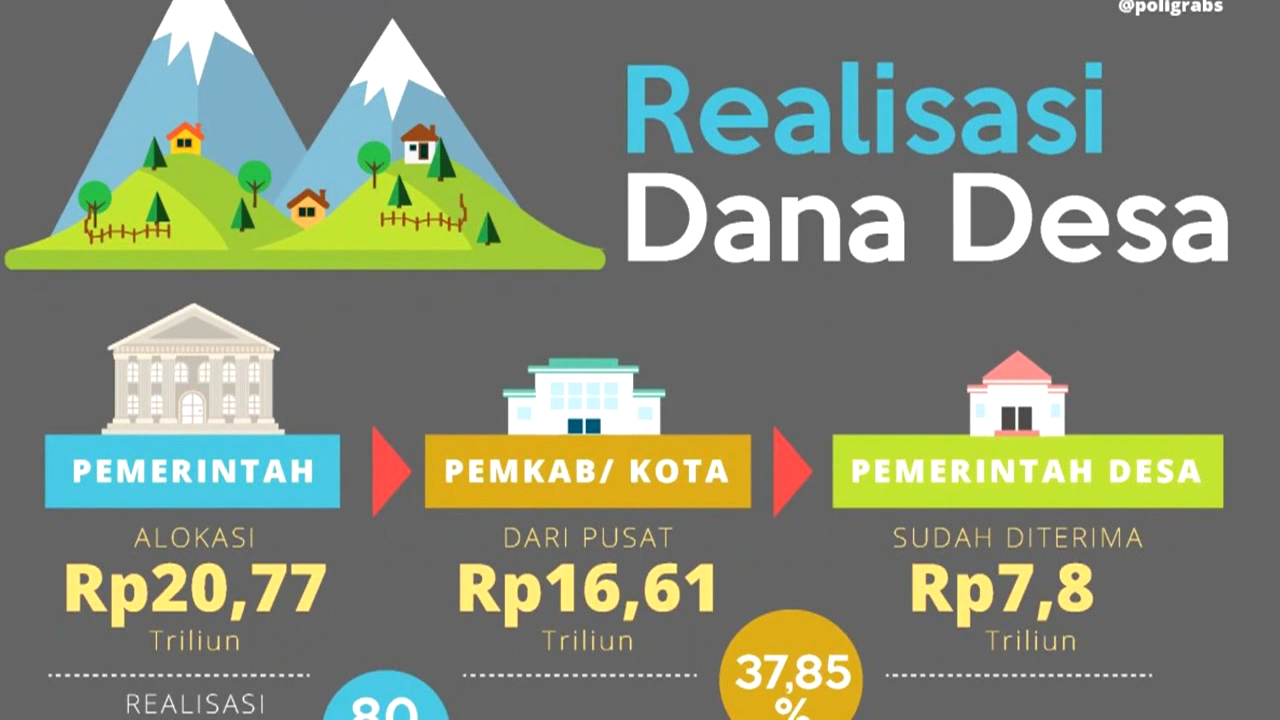 @poligrabs
Realisasi
Dana Desa
PEMERINTAH
PEMKAB/ KOTA
PEMERINTAH DESA
ALOKASI
Rp20,77
Triliun
DARI PUSAT
Rp16,61
Triliun
SUDAH DITERIMA
Rp7,8
Triliun
REALISASI
80
37,85
%